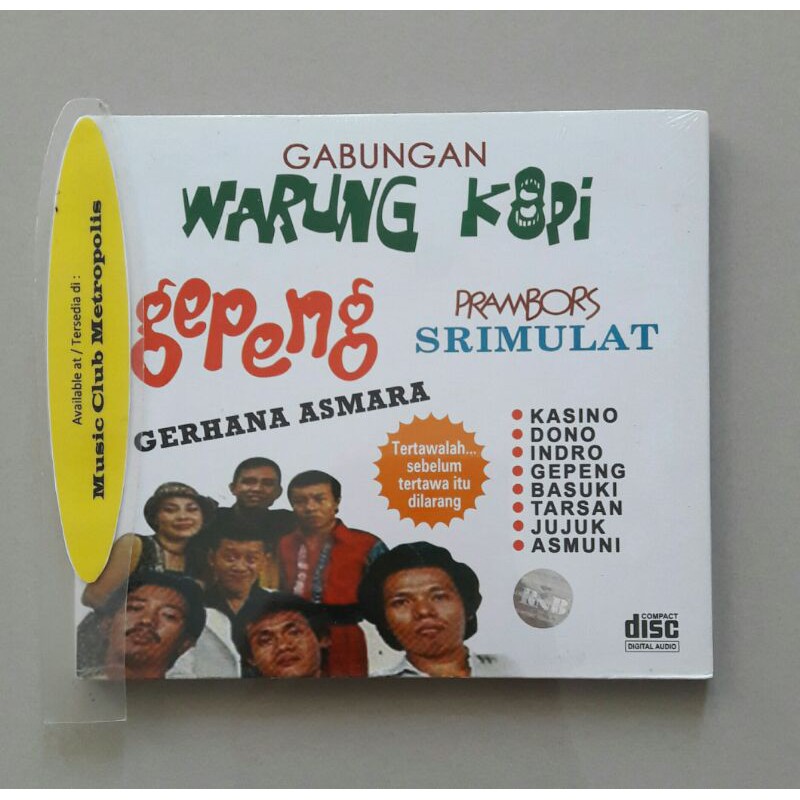 GABUNGAN
WARUNG KOPI
gepeng
PRAMBORS
SRIMULAT
GERHANA ASMARA
Tertawalah...
sebelum
tertawa itu
dilarang
KASINO
DONO
INDRO
GEPENG
BASUKI
TARSAN
JUJUK
ASMUNI
Available at / Tersedia di :
Music Club Metropolis
COMPACT
disc
DIGITAL AUDIO